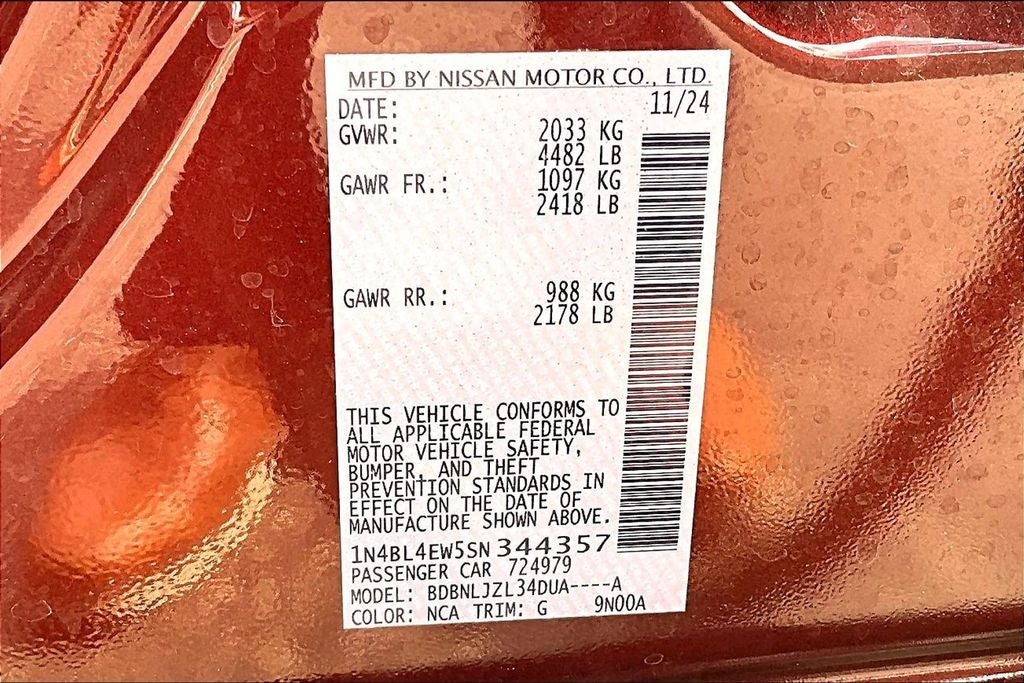 MFD BY NISSAN MOTOR CO., LTD.
DATE: 11/24
GVWR: 2033 KG
4482 LB
GAWR FR.: 1097 KG
2418 LB
GAWR RR.: 988 KG
2178 LB
THIS VEHICLE CONFORMS TO
ALL APPLICABLE FEDERAL
MOTOR VEHICLE SAFETY,
BUMPER, AND THEFT
PREVENTION STANDARDS IN
EFFECT ON THE DATE OF
MANUFACTURE SHOWN ABOVE.
1N4BL4EW5SN344357
PASSENGER CAR 724979
MODEL: BDBNLJZL34DUA----A
COLOR: NCA TRIM: G 9N00A